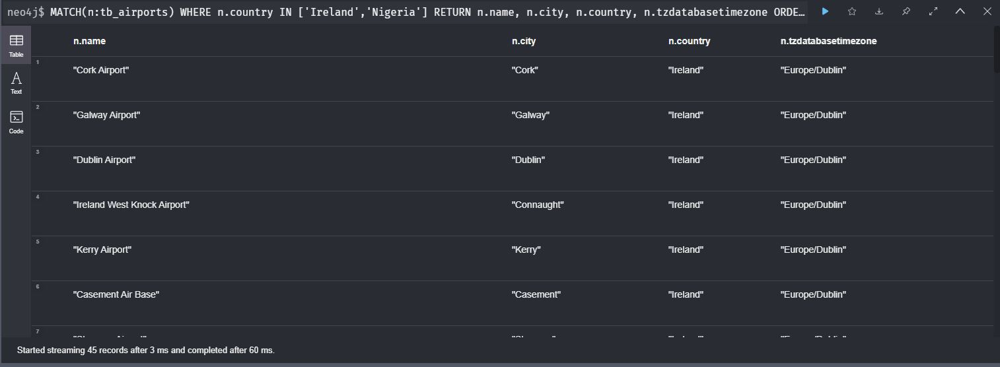 neo4j$ MATCH(n:tb_airports) WHERE n.country IN ['Ireland','Nigeria'] RETURN n.name, n.city, n.country, n.tzdatabasetimezone ORDE…
Table
Text
Code
n.name n.city n.country n.tzdatabasetimezone
1
"Cork Airport" "Cork" "Ireland" "Europe/Dublin"
2
"Galway Airport" "Galway" "Ireland" "Europe/Dublin"
3
"Dublin Airport" "Dublin" "Ireland" "Europe/Dublin"
4
"Ireland West Knock Airport" "Connaught" "Ireland" "Europe/Dublin"
5
"Kerry Airport" "Kerry" "Ireland" "Europe/Dublin"
6
"Casement Air Base" "Casement" "Ireland" "Europe/Dublin"
7
Started streaming 45 records after 3 ms and completed after 60 ms.